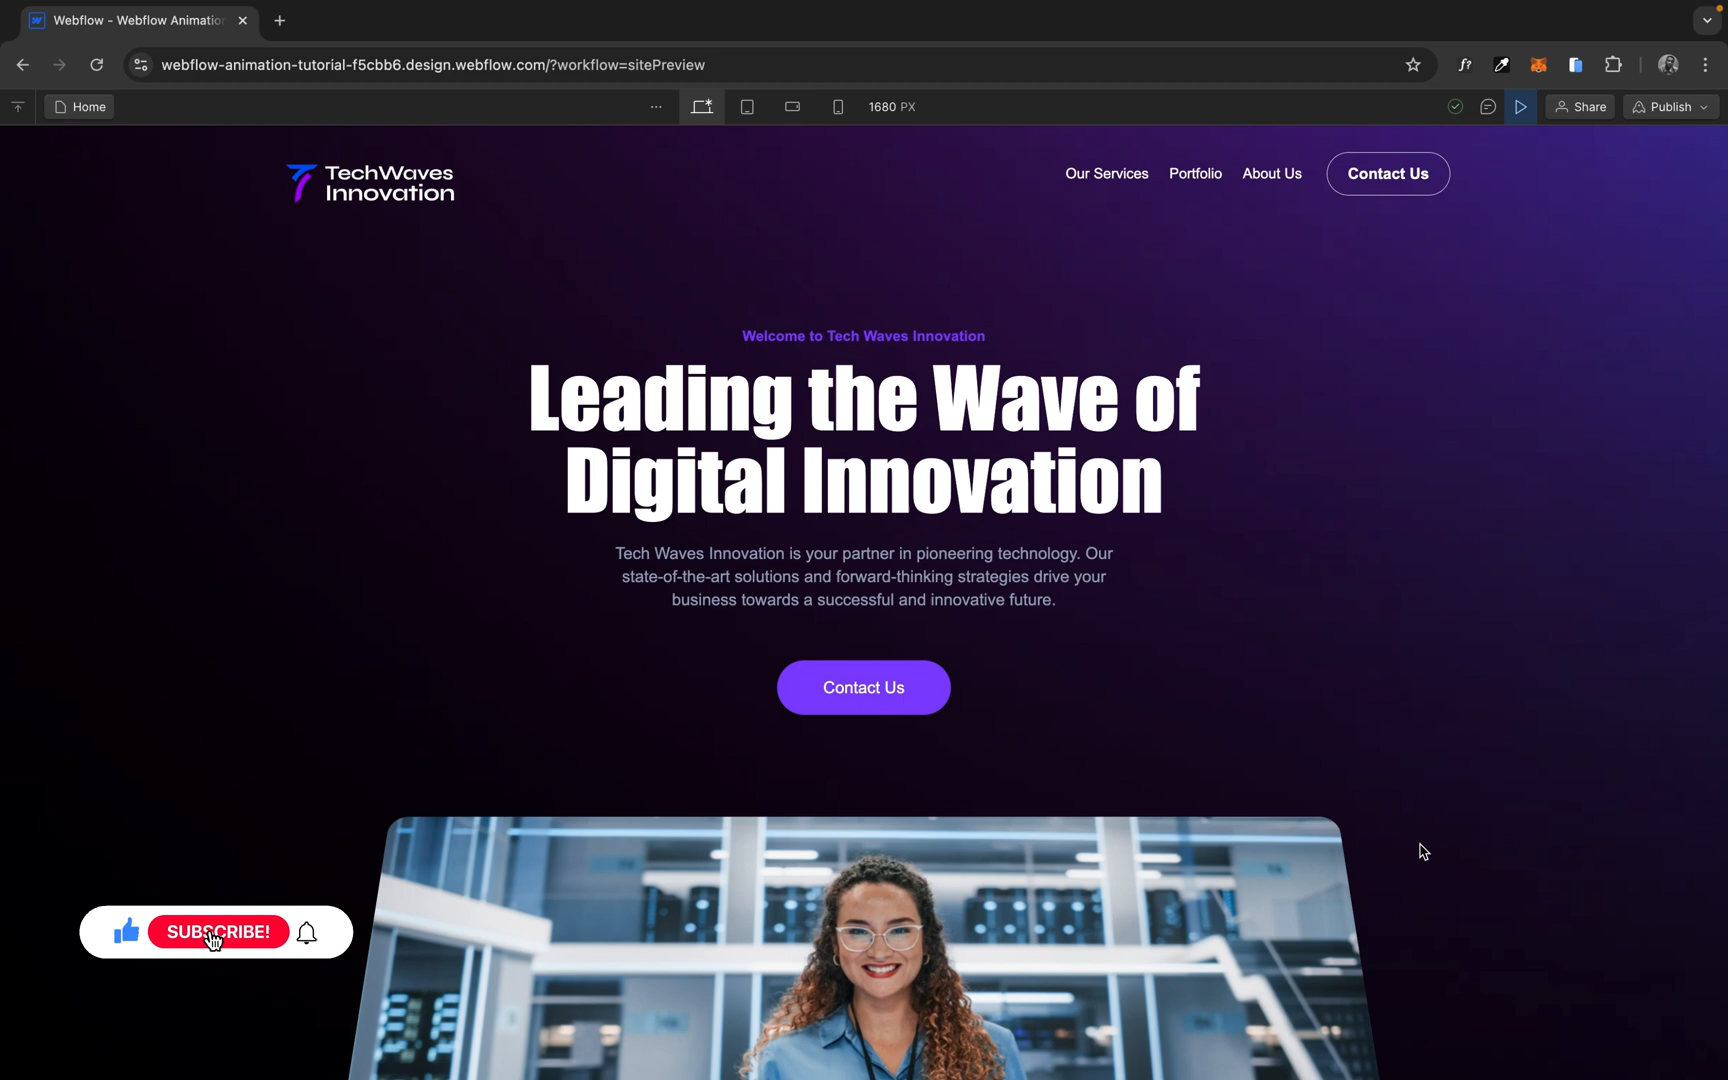 Webflow - Webflow Animatio
webflow-animation-tutorial-f5cbb6.design.webflow.com/?workflow=sitePreview
f?
Home
1680 PX
Share
Publish
TechWaves
Innovation
Our Services
Portfolio
About Us
Contact Us
Welcome to Tech Waves Innovation
Leading the Wave of
Digital Innovation
Tech Waves Innovation is your partner in pioneering technology. Our
state-of-the-art solutions and forward-thinking strategies drive your
business towards a successful and innovative future.
Contact Us
SUBSCRIBE!